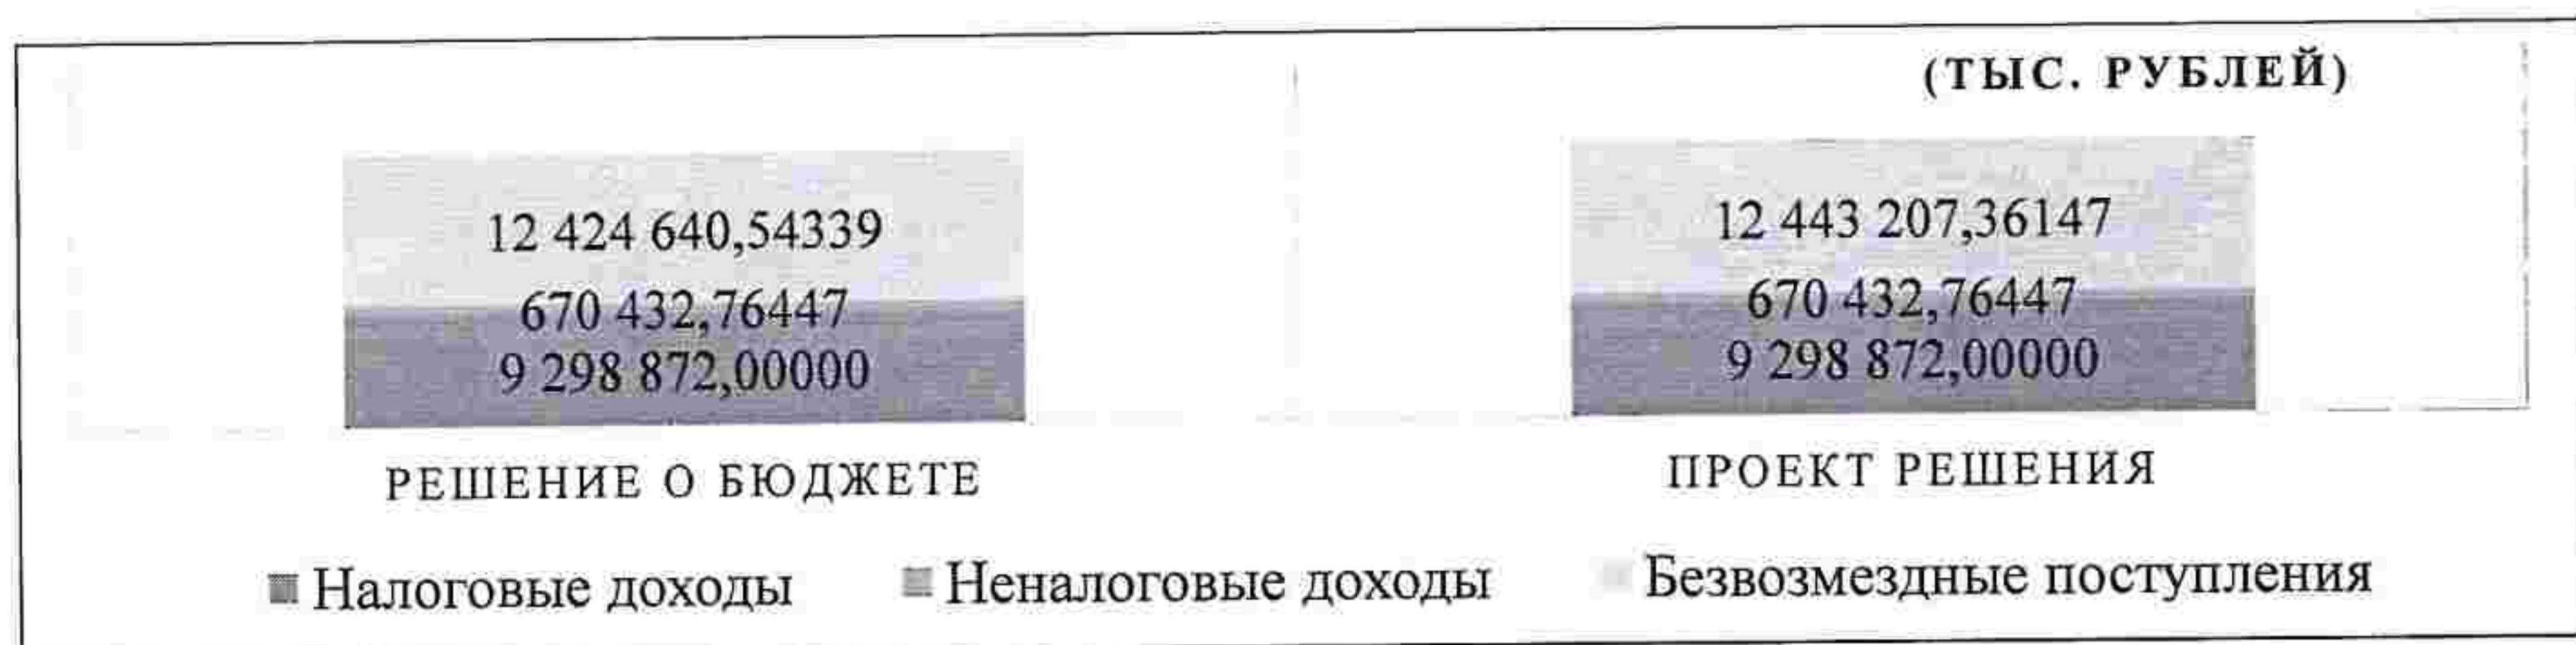 (ТЫС. РУБЛЕЙ)
12 424 640,54339
12 443 207,36147
670 432,76447
670 432,76447
9 298 872,00000
9 298 872,00000
РЕШЕНИЕ О БЮДЖЕТЕ
ПРОЕКТ РЕШЕНИЯ
Налоговые доходы
Неналоговые доходы
Безвозмездные поступления